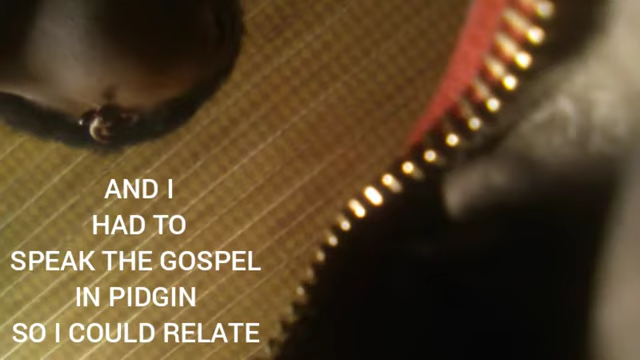 AND I
HAD TO
SPEAK THE GOSPEL
IN PIDGIN
SO I COULD RELATE